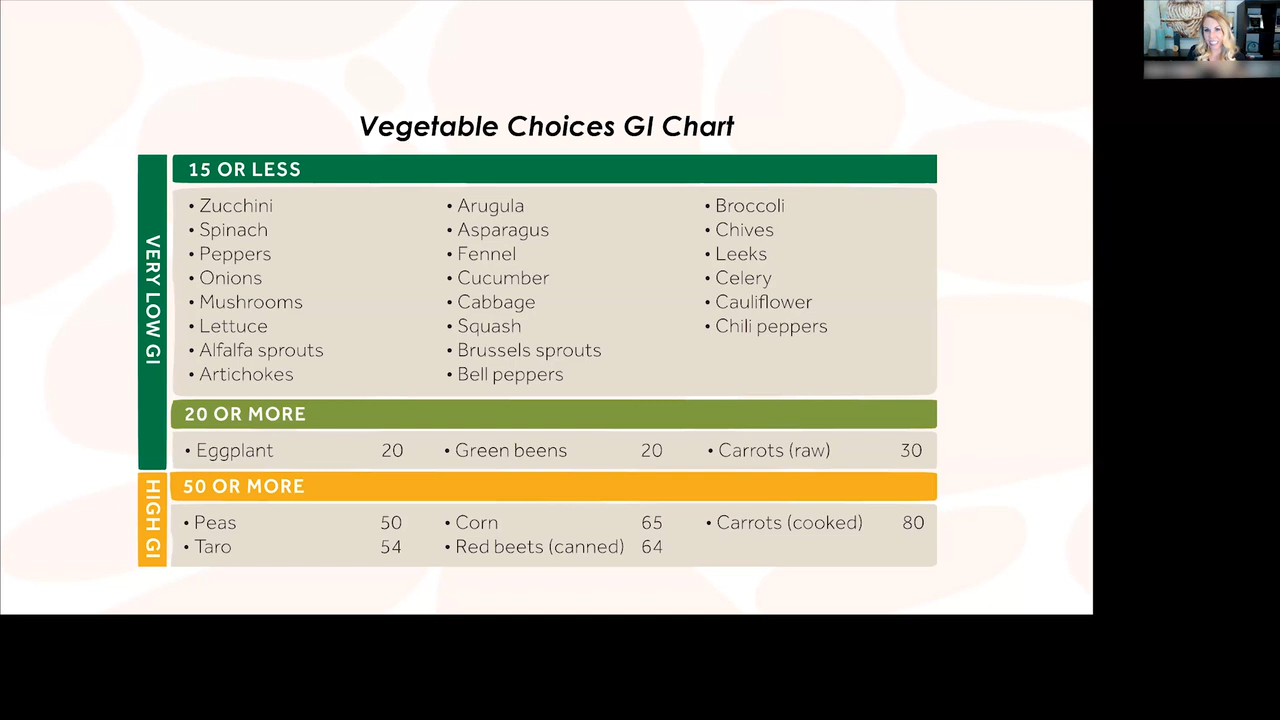 Vegetable Choices GI Chart
VERY LOW GI
15 OR LESS
• Zucchini • Arugula • Broccoli
• Spinach • Asparagus • Chives
• Peppers • Fennel • Leeks
• Onions • Cucumber • Celery
• Mushrooms • Cabbage • Cauliflower
• Lettuce • Squash • Chili peppers
• Alfalfa sprouts • Brussels sprouts
• Artichokes • Bell peppers
20 OR MORE
• Eggplant 20 • Green beens 20 • Carrots (raw) 30
HIGH GI
50 OR MORE
• Peas 50 • Corn 65 • Carrots (cooked) 80
• Taro 54 • Red beets (canned) 64